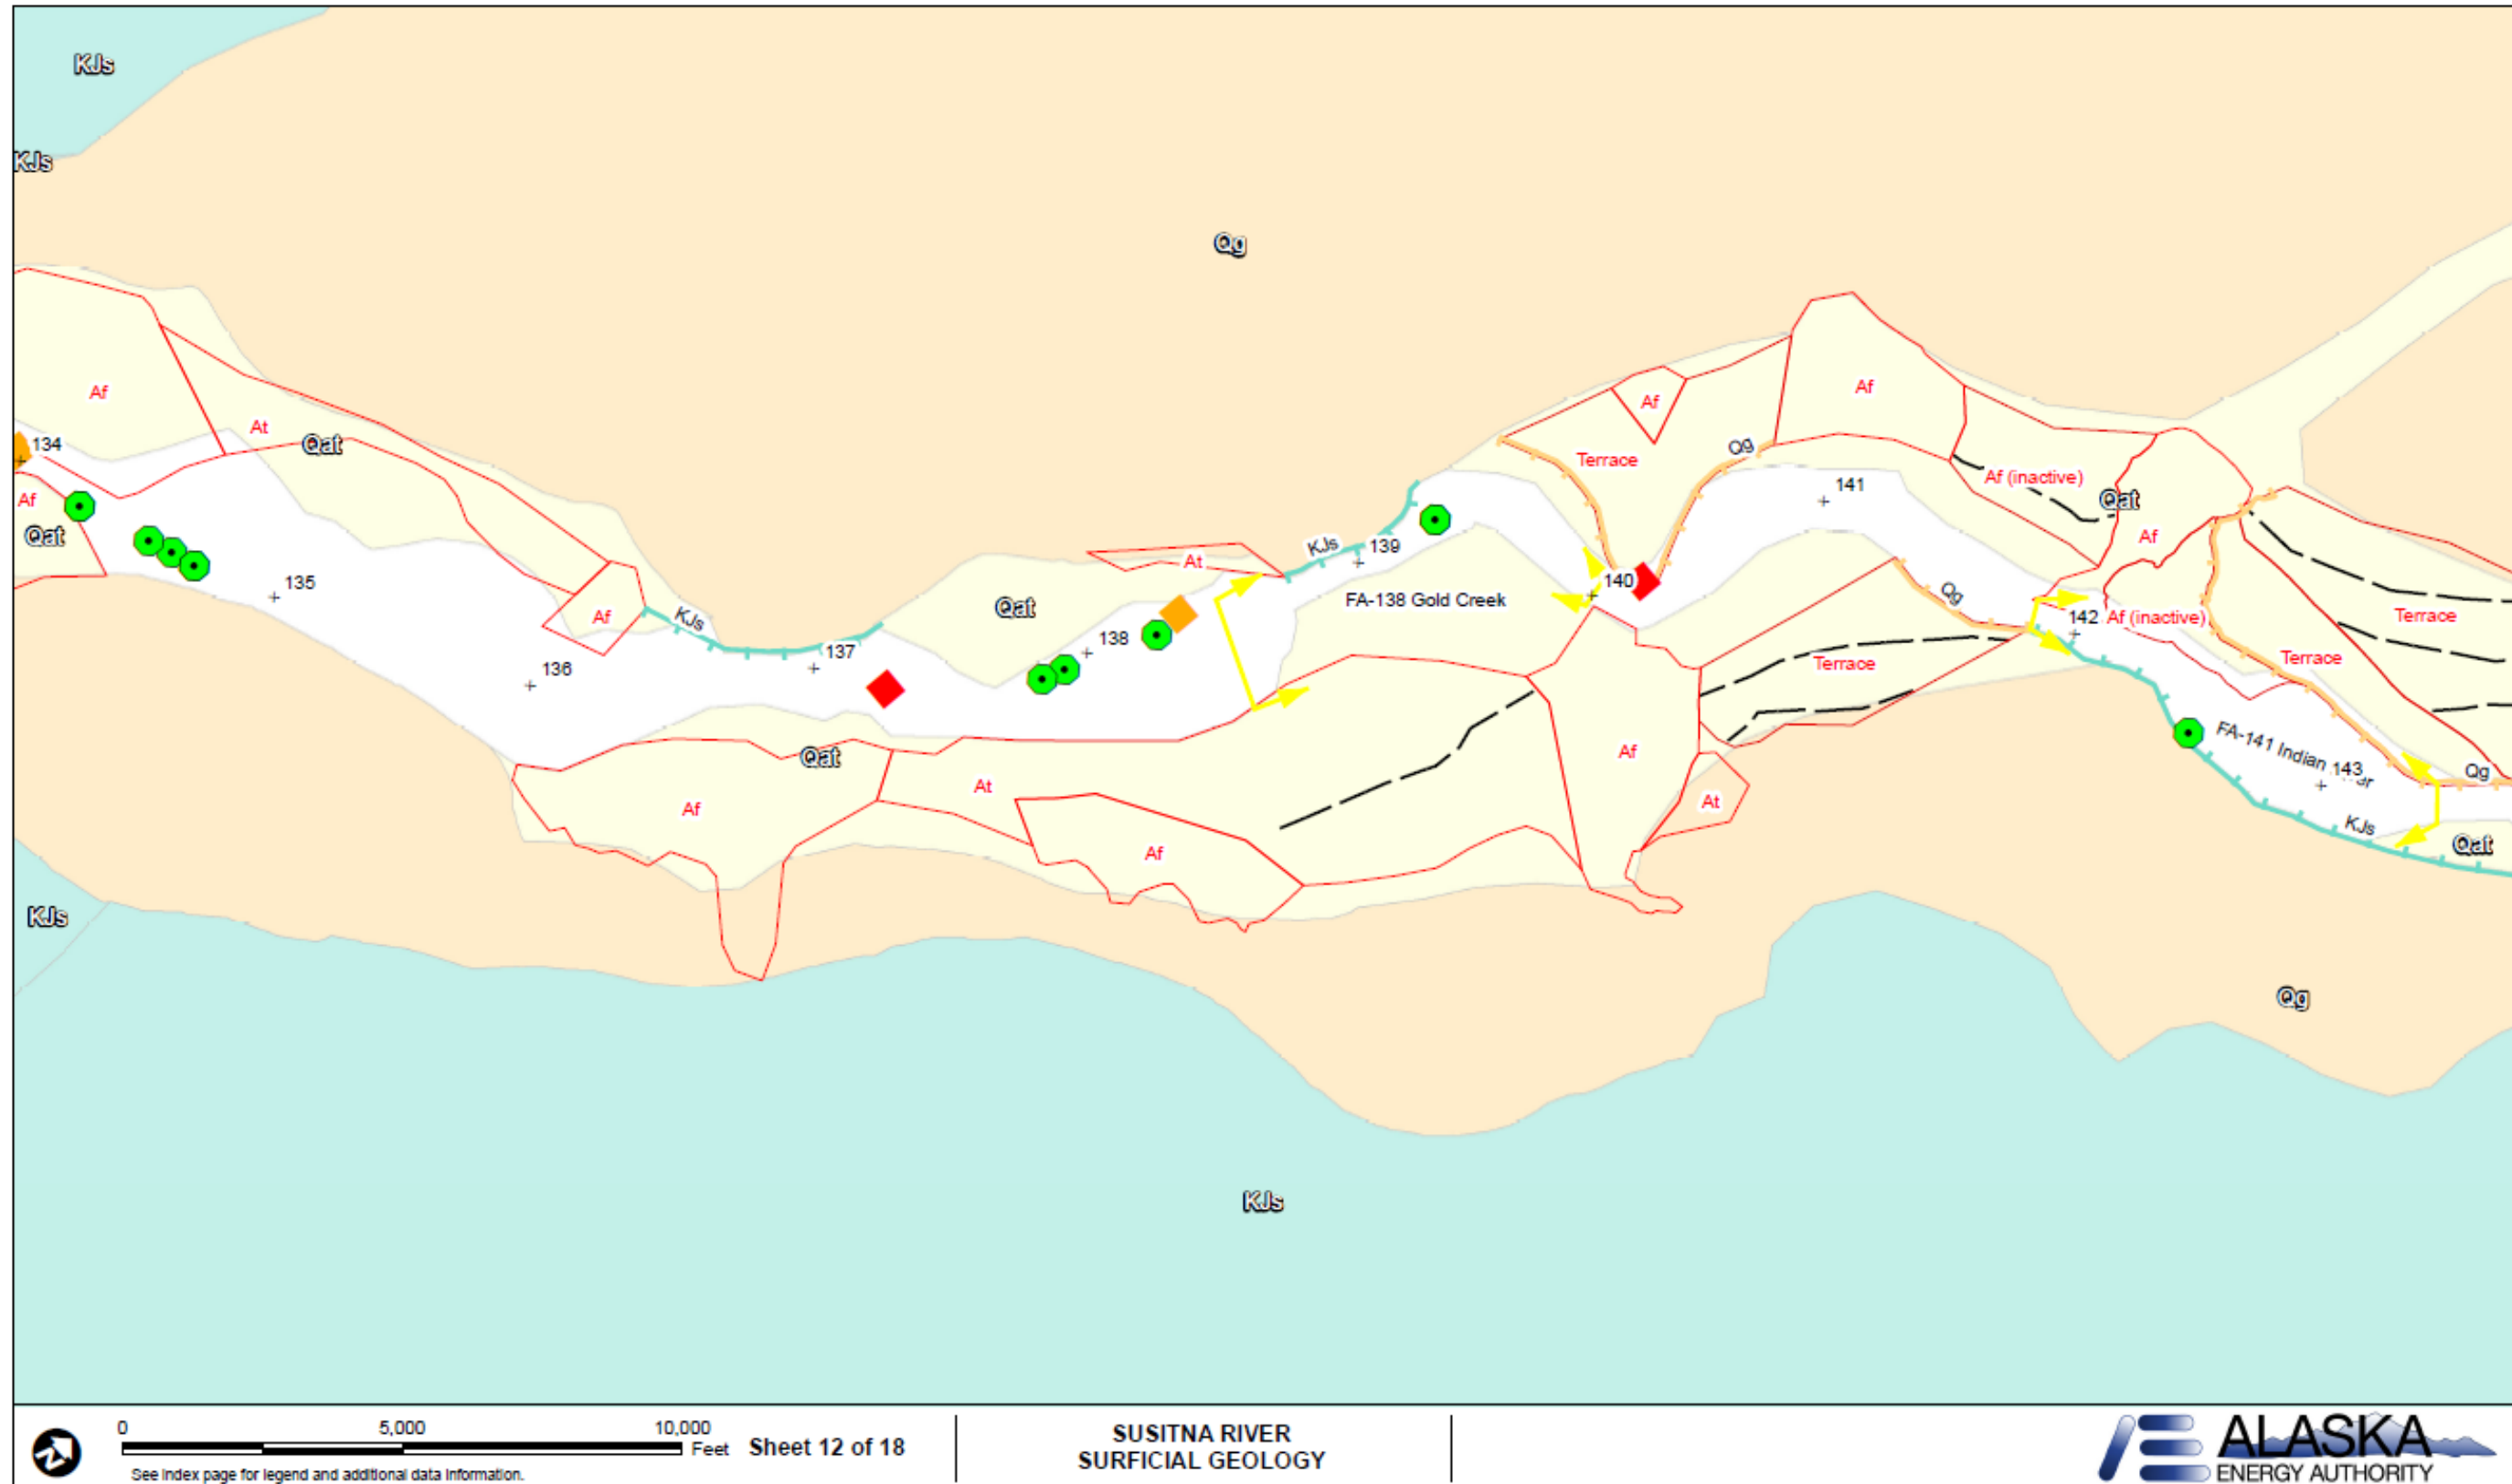 KJs
KJs
Qg
Af
At
Qat
134
Af
Qat
135
Af
KJs
136
137
Qat
138
At
KJs
139
FA-138 Gold Creek
140
Terrace
Af
Qg
Af
141
Af (inactive)
Qat
Af
Qg
142
Af (inactive)
Terrace
Terrace
Terrace
FA-141 Indian
143
Qg
KJs
Qat
Qat
Af
At
Af
Af
At
KJs
Qg
KJs
N
0 5,000 10,000
Feet
Sheet 12 of 18
See Index page for legend and additional data information.
SUSITNA RIVER
SURFICIAL GEOLOGY
ALASKA
ENERGY AUTHORITY